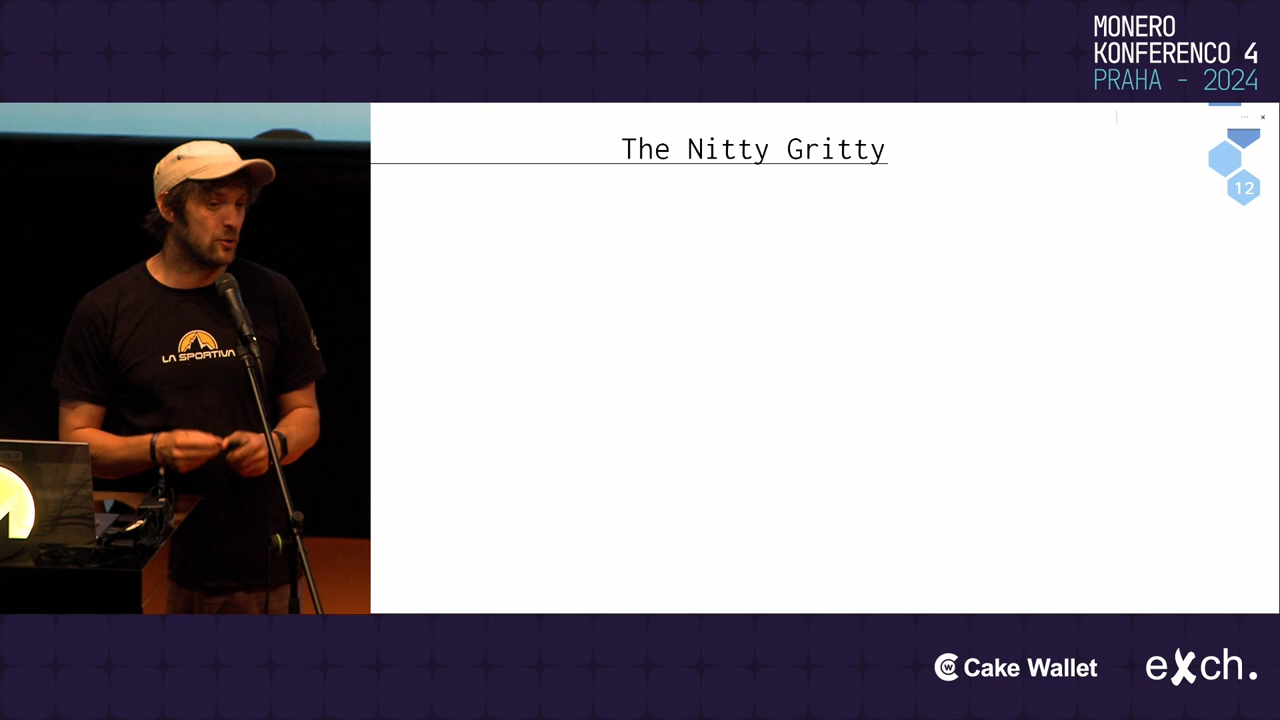 MONERO
KONFERENCO 4
PRAHA - 2024
The Nitty Gritty
12
LA SPORTIVA
Cake Wallet
eXch.